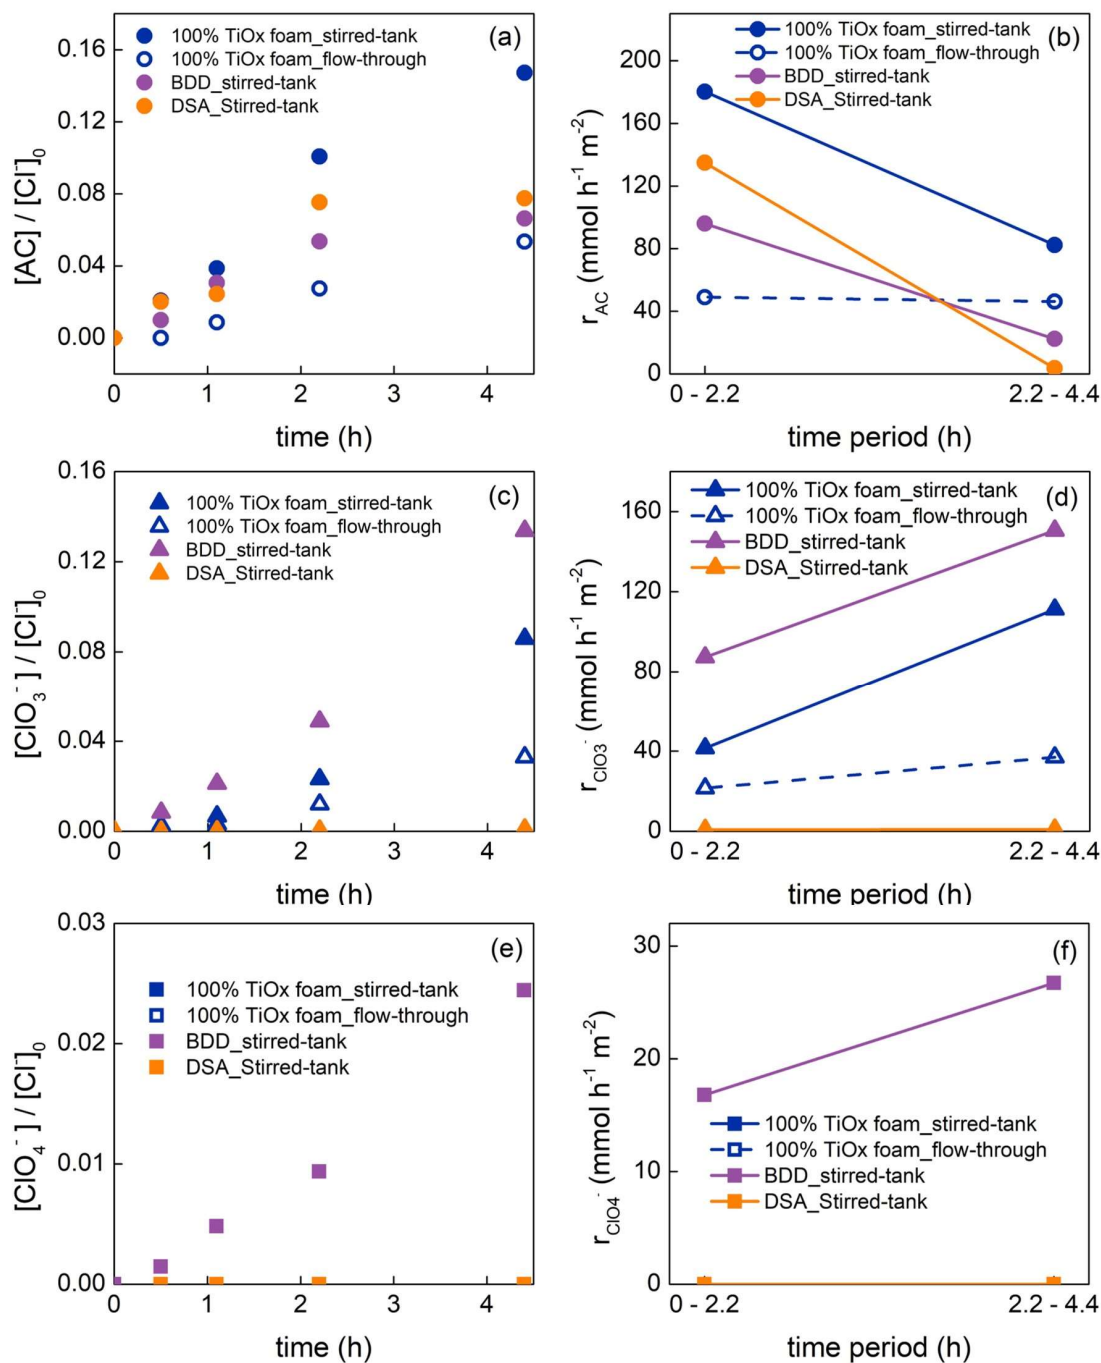 (a)
100% TiOx foam_stirred-tank
100% TiOx foam_flow-through
BDD_stirred-tank
DSA_Stirred-tank
[AC] / [Cl⁻]₀
0.16
0.12
0.08
0.04
0.00
0 1 2 3 4
time (h)
(b)
100% TiOx foam_stirred-tank
100% TiOx foam_flow-through
BDD_stirred-tank
DSA_Stirred-tank
r_AC (mmol h⁻¹ m⁻²)
200
160
120
80
40
0
0 - 2.2 2.2 - 4.4
time period (h)
(c)
100% TiOx foam_stirred-tank
100% TiOx foam_flow-through
BDD_stirred-tank
DSA_Stirred-tank
[ClO₃⁻] / [Cl⁻]₀
0.16
0.12
0.08
0.04
0.00
0 1 2 3 4
time (h)
(d)
100% TiOx foam_stirred-tank
100% TiOx foam_flow-through
BDD_stirred-tank
DSA_Stirred-tank
r_ClO3⁻ (mmol h⁻¹ m⁻²)
160
120
80
40
0
0 - 2.2 2.2 - 4.4
time period (h)
(e)
100% TiOx foam_stirred-tank
100% TiOx foam_flow-through
BDD_stirred-tank
DSA_Stirred-tank
[ClO₄⁻] / [Cl⁻]₀
0.03
0.02
0.01
0.00
0 1 2 3 4
time (h)
(f)
100% TiOx foam_stirred-tank
100% TiOx foam_flow-through
BDD_stirred-tank
DSA_Stirred-tank
r_ClO4⁻ (mmol h⁻¹ m⁻²)
30
20
10
0
0 - 2.2 2.2 - 4.4
time period (h)